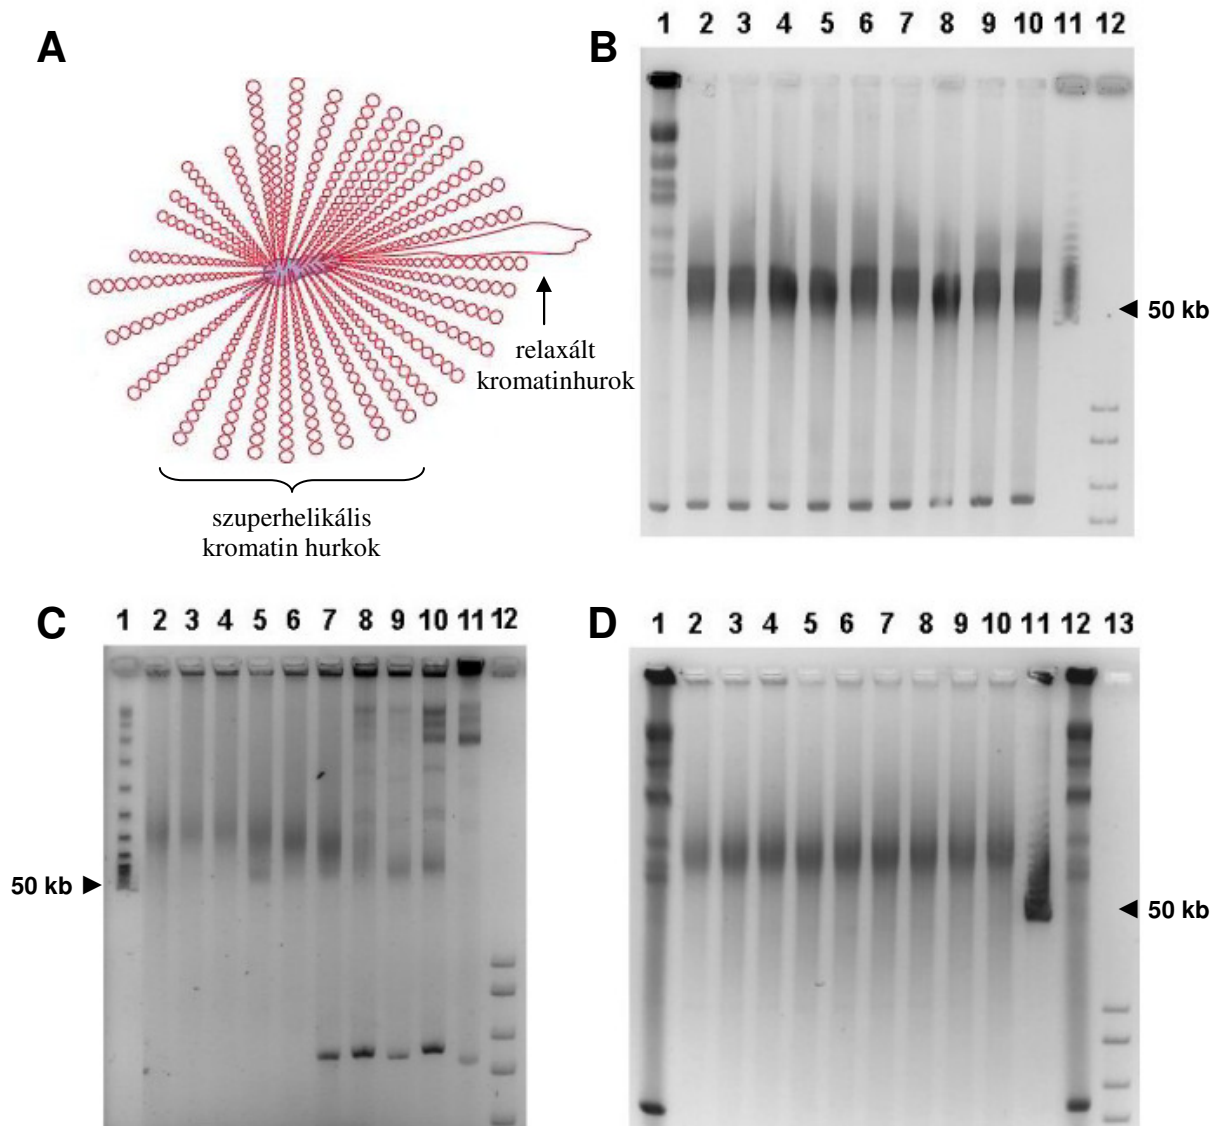 A
relaxált
kromatinhurok
szuperhelikális
kromatin hurkok
B
1 2 3 4 5 6 7 8 9 10 11 12
50 kb
C
1 2 3 4 5 6 7 8 9 10 11 12
50 kb
D
1 2 3 4 5 6 7 8 9 10 11 12 13
50 kb